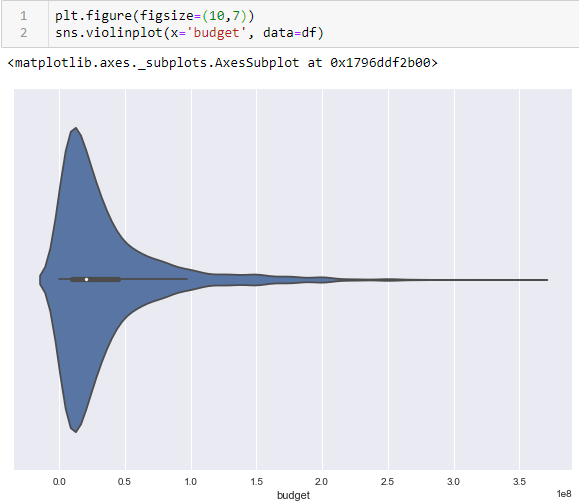 1 plt.figure(figsize=(10,7))
2 sns.violinplot(x='budget', data=df)
<matplotlib.axes._subplots.AxesSubplot at 0x1796ddf2b00>
0.0 0.5 1.0 1.5 2.0 2.5 3.0 3.5
1e8
budget